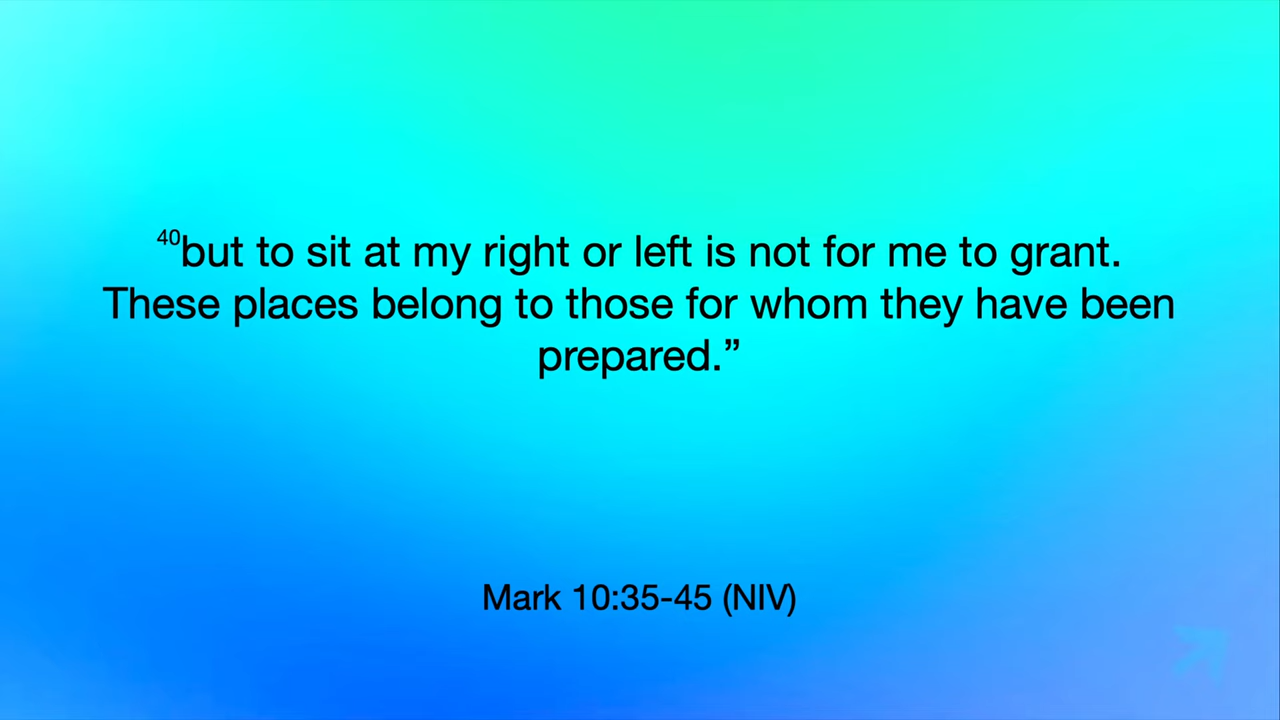 40but to sit at my right or left is not for me to grant.
These places belong to those for whom they have been
prepared.”
Mark 10:35-45 (NIV)